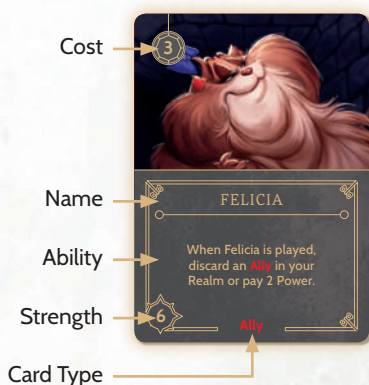 Cost
3
Name
FELICIA
Ability
When Felicia is played,
discard an Ally in your
Realm or pay 2 Power.
Strength
6
Ally
Card Type